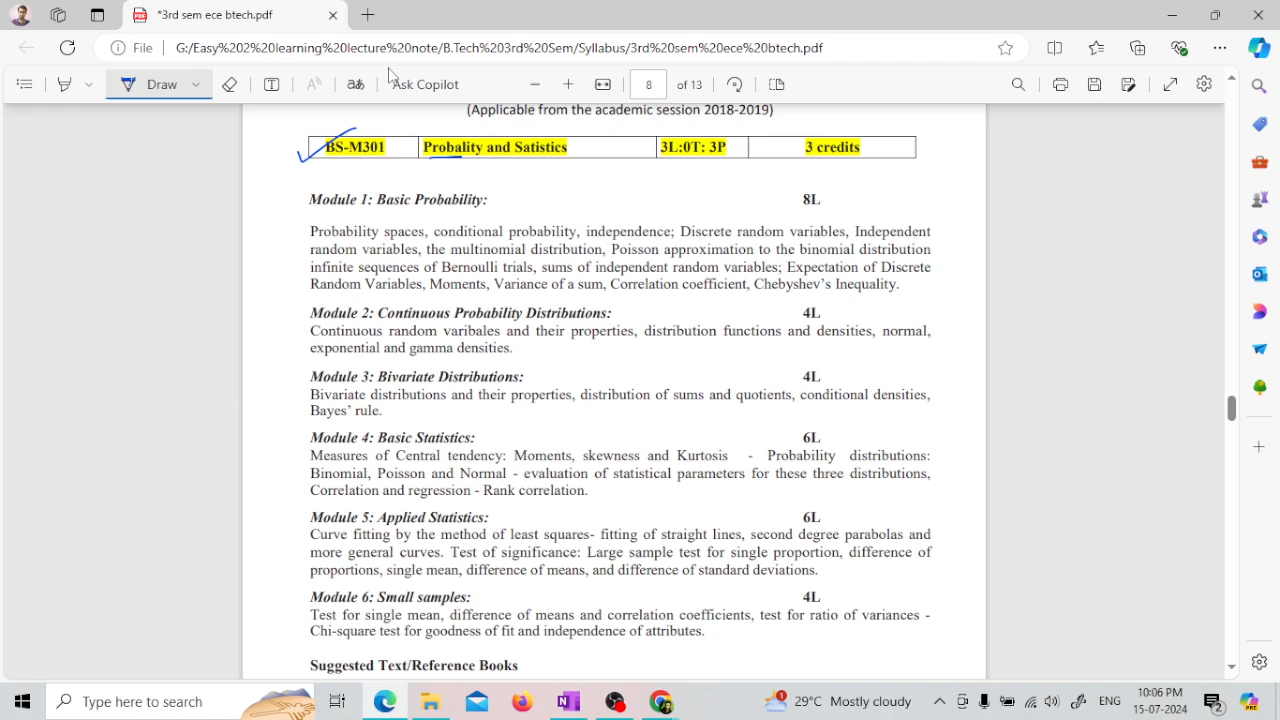 *3rd sem ece btech.pdf
File G:/Easy%202%20learning%20lecture%20note/B.Tech%203rd%20sem/Syllabus/3rd%20sem%20ece%20btech.pdf
Draw Ask Copilot 8 of 13
(Applicable from the academic session 2018-2019)
BS-M301 Probality and Satistics 3L:0T: 3P 3 credits
Module 1: Basic Probability: 8L
Probability spaces, conditional probability, independence; Discrete random variables, Independent
random variables, the multinomial distribution, Poisson approximation to the binomial distribution
infinite sequences of Bernoulli trials, sums of independent random variables; Expectation of Discrete
Random Variables, Moments, Variance of a sum, Correlation coefficient, Chebyshev's Inequality.
Module 2: Continuous Probability Distributions: 4L
Continuous random varibales and their properties, distribution functions and densities, normal,
exponential and gamma densities.
Module 3: Bivariate Distributions: 4L
Bivariate distributions and their properties, distribution of sums and quotients, conditional densities,
Bayes' rule.
Module 4: Basic Statistics: 6L
Measures of Central tendency: Moments, skewness and Kurtosis - Probability distributions:
Binomial, Poisson and Normal - evaluation of statistical parameters for these three distributions,
Correlation and regression - Rank correlation.
Module 5: Applied Statistics: 6L
Curve fitting by the method of least squares- fitting of straight lines, second degree parabolas and
more general curves. Test of significance: Large sample test for single proportion, difference of
proportions, single mean, difference of means, and difference of standard deviations.
Module 6: Small samples: 4L
Test for single mean, difference of means and correlation coefficients, test for ratio of variances -
Chi-square test for goodness of fit and independence of attributes.
Suggested Text/Reference Books
Type here to search 29°C Mostly cloudy ENG 10:06 PM
15-07-2024